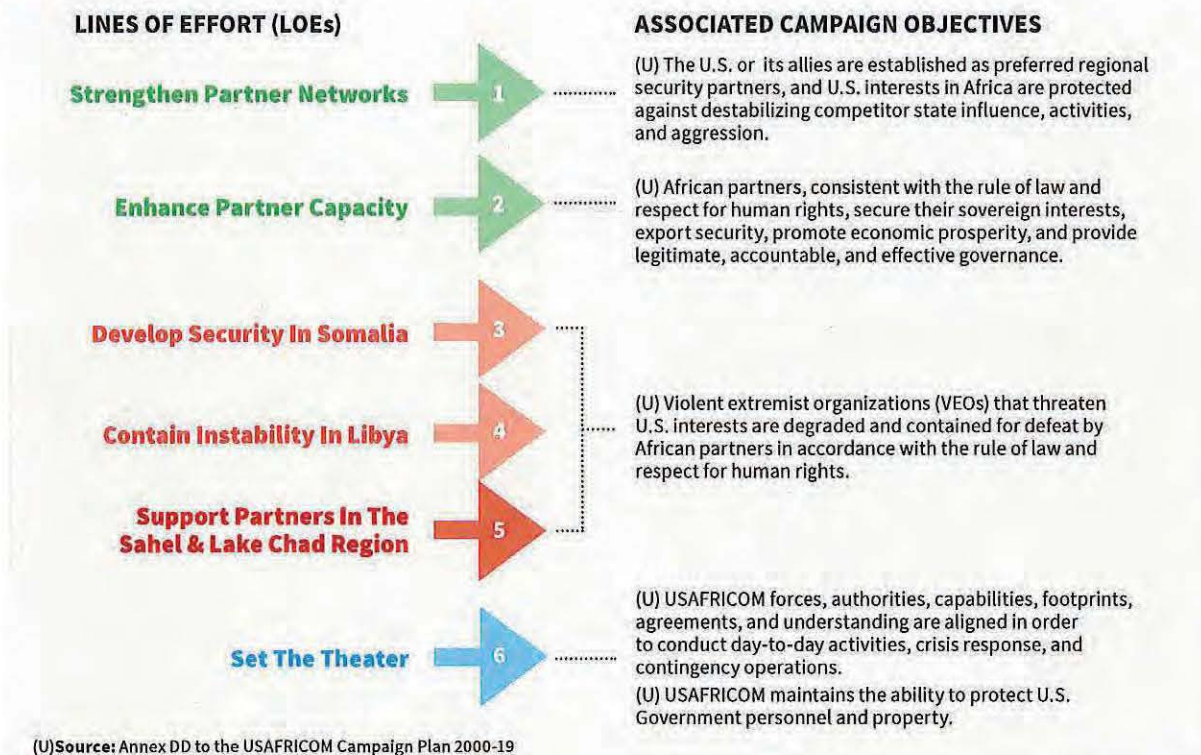 LINES OF EFFORT (LOEs)
ASSOCIATED CAMPAIGN OBJECTIVES
Strengthen Partner Networks
1
(U) The U.S. or its allies are established as preferred regional
security partners, and U.S. interests in Africa are protected
against destabilizing competitor state influence, activities,
and aggression.
Enhance Partner Capacity
2
(U) African partners, consistent with the rule of law and
respect for human rights, secure their sovereign interests,
export security, promote economic prosperity, and provide
legitimate, accountable, and effective governance.
Develop Security In Somalia
3
Contain Instability In Libya
4
Support Partners In The
Sahel & Lake Chad Region
5
(U) Violent extremist organizations (VEOs) that threaten
U.S. interests are degraded and contained for defeat by
African partners in accordance with the rule of law and
respect for human rights.
Set The Theater
6
(U) USAFRICOM forces, authorities, capabilities, footprints,
agreements, and understanding are aligned in order
to conduct day-to-day activities, crisis response, and
contingency operations.
(U) USAFRICOM maintains the ability to protect U.S.
Government personnel and property.
(U)Source: Annex DD to the USAFRICOM Campaign Plan 2000-19